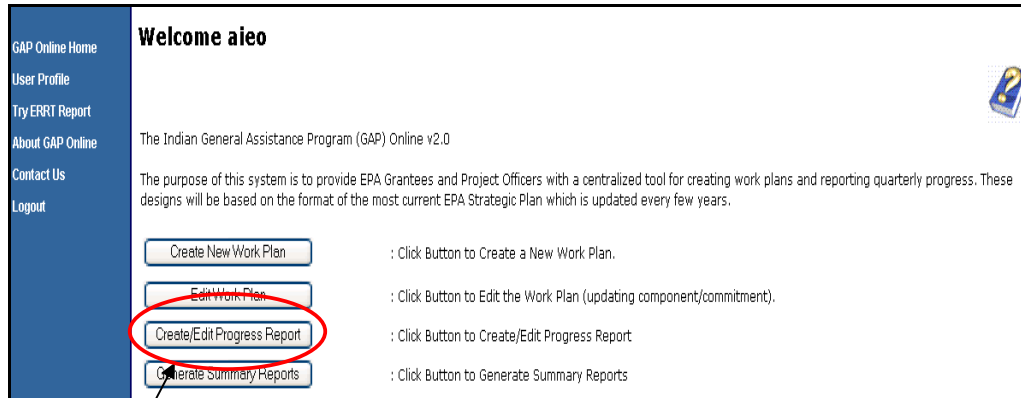 GAP Online Home
User Profile
Try ERRT Report
About GAP Online
Contact Us
Logout
Welcome aieo
The Indian General Assistance Program (GAP) Online v2.0
The purpose of this system is to provide EPA Grantees and Project Officers with a centralized tool for creating work plans and reporting quarterly progress. These
designs will be based on the format of the most current EPA Strategic Plan which is updated every few years.
Create New Work Plan : Click Button to Create a New Work Plan.
Edit Work Plan : Click Button to Edit the Work Plan (updating component/commitment).
Create/Edit Progress Report : Click Button to Create/Edit Progress Report
Generate Summary Reports : Click Button to Generate Summary Reports